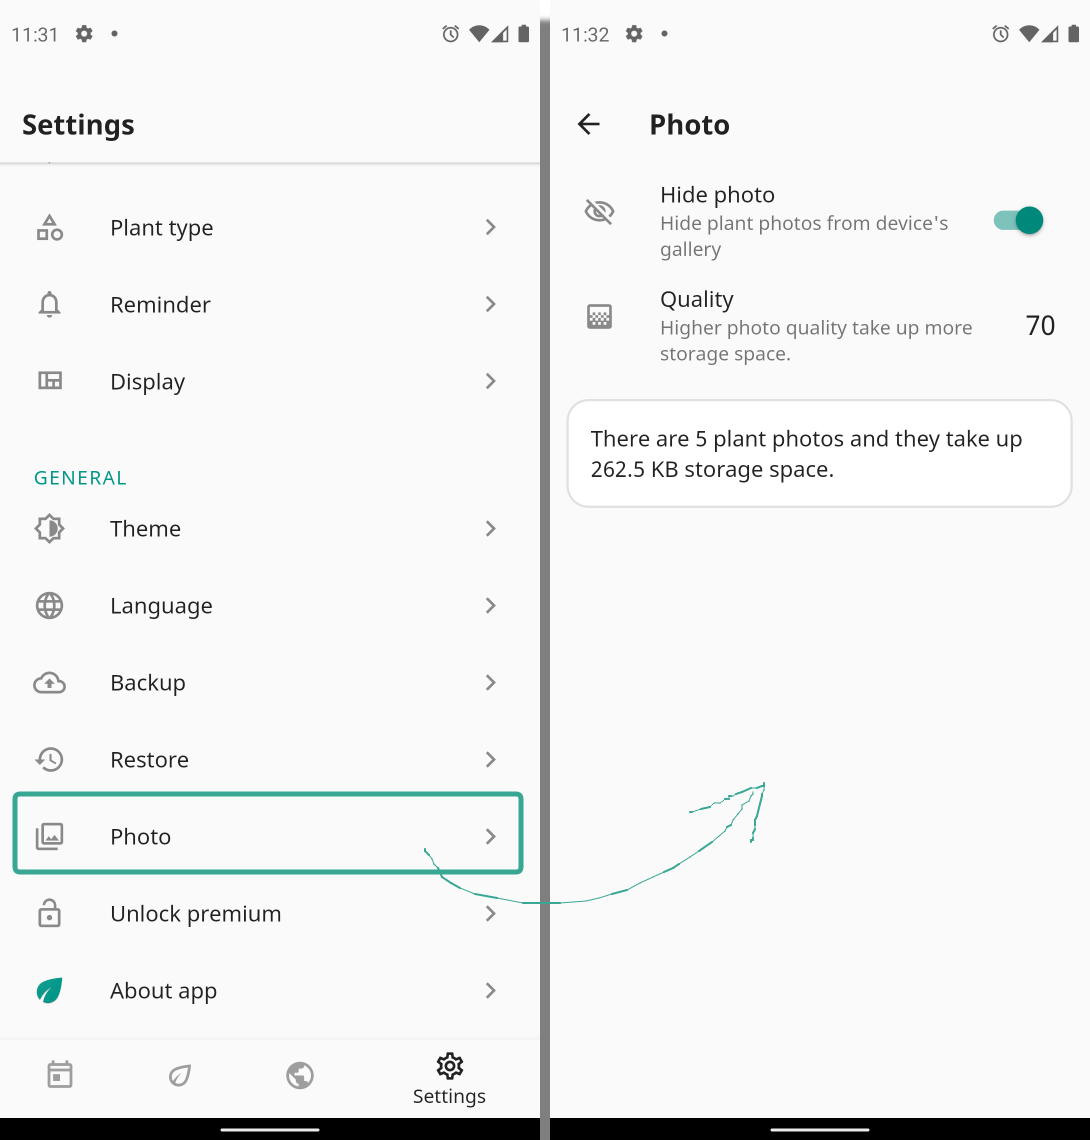 11:31
Settings
Plant type
Reminder
Display
GENERAL
Theme
Language
Backup
Restore
Photo
Unlock premium
About app
Settings
11:32
Photo
Hide photo
Hide plant photos from device's
gallery
Quality
Higher photo quality take up more
storage space.
70
There are 5 plant photos and they take up
262.5 KB storage space.